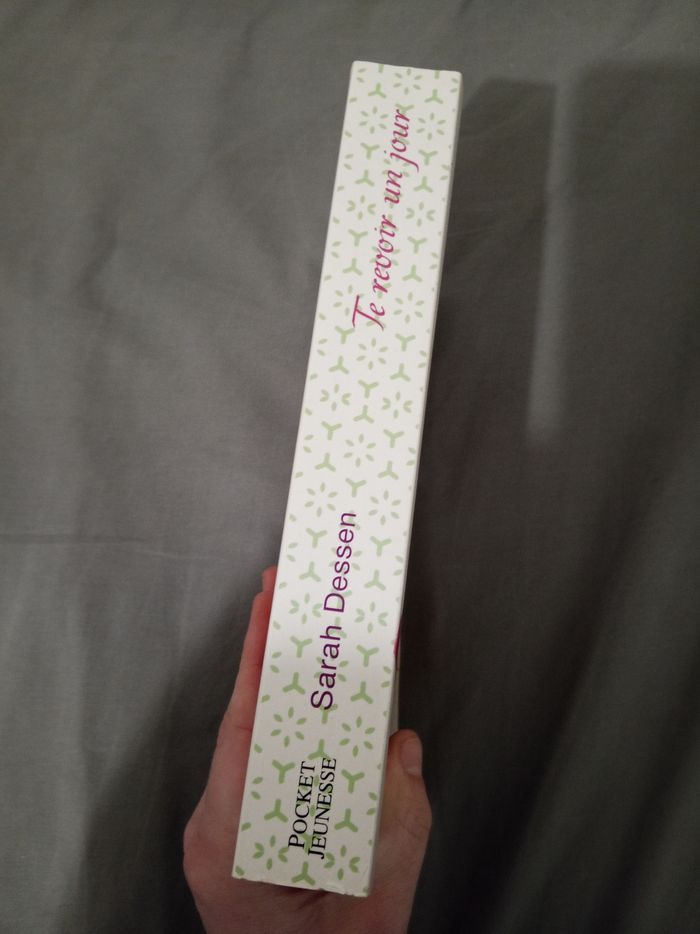 Te revoir un jour
Sarah Dessen
POCKET
JEUNESSE